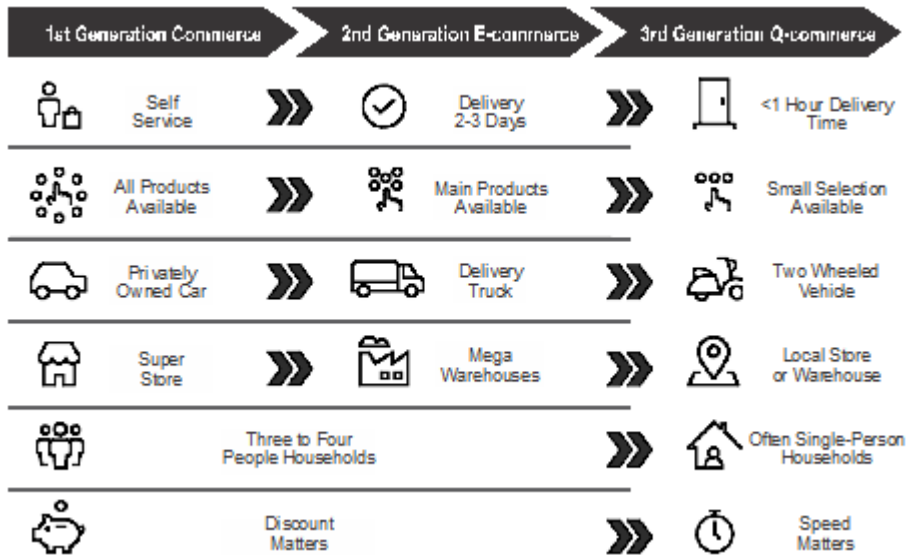 1st Generation Commerce
2nd Generation E-commerce
3rd Generation Q-commerce
Self
Service
Delivery
2-3 Days
<1 Hour Delivery
Time
All Products
Available
Main Products
Available
Small Selection
Available
Privately
Owned Car
Delivery
Truck
Two Wheeled
Vehicle
Super
Store
Mega
Warehouses
Local Store
or Warehouse
Three to Four
People Households
Often Single-Person
Households
Discount
Matters
Speed
Matters